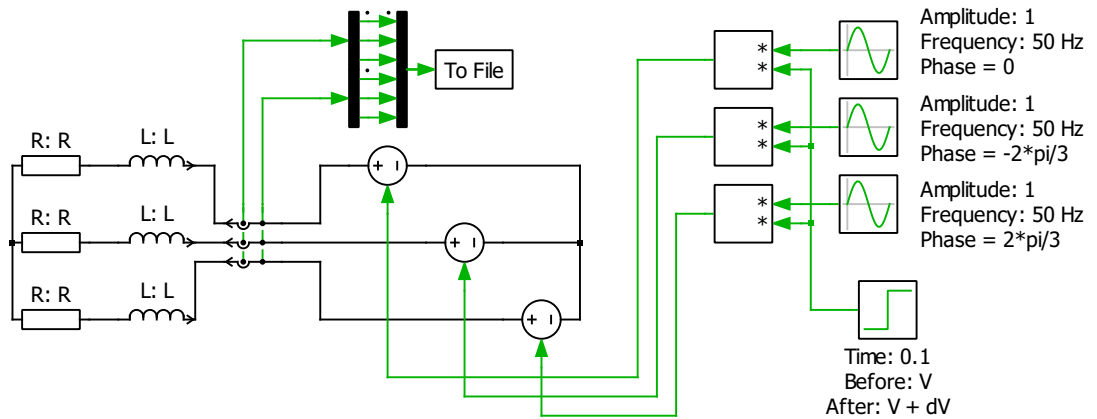 Amplitude: 1
Frequency: 50 Hz
Phase = 0
*
*
To File
Amplitude: 1
Frequency: 50 Hz
Phase = -2*pi/3
*
*
R: R
L: L
+
−
Amplitude: 1
Frequency: 50 Hz
Phase = 2*pi/3
*
*
R: R
L: L
+
−
R: R
L: L
+
−
Time: 0.1
Before: V
After: V + dV